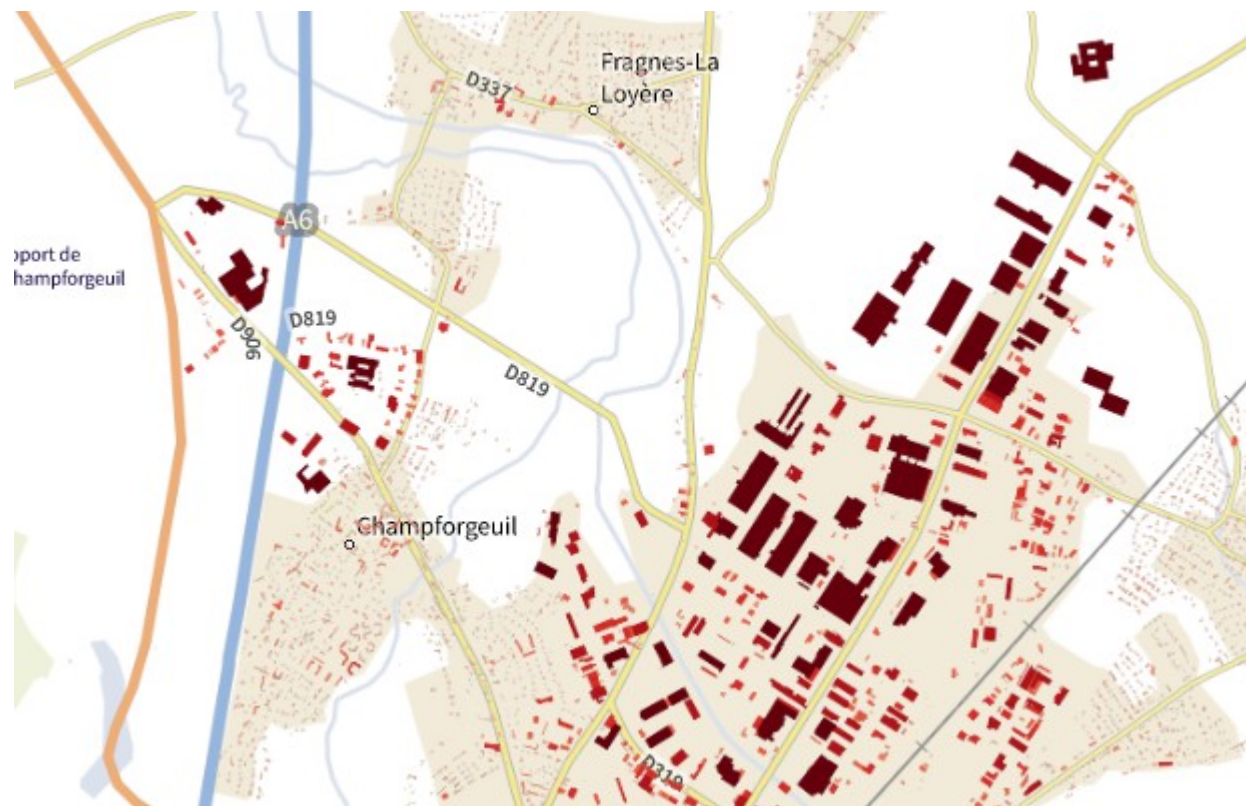 Fragnes-La
Loyère
D337
A6
oport de
hampforgeuil
D819
D906
D819
Champforgeuil
D319